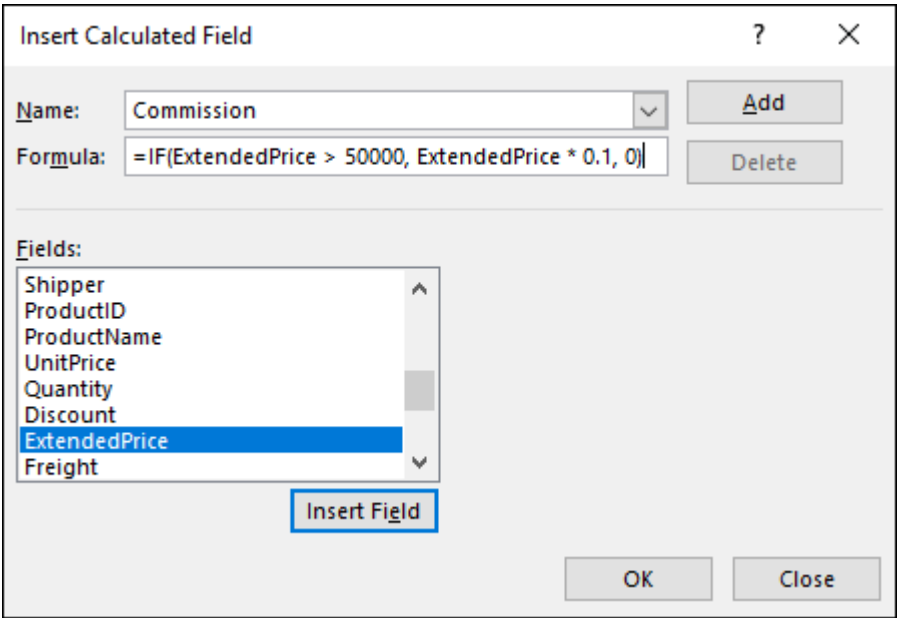 Insert Calculated Field ?
Name: Commission Add
Formula: =IF(ExtendedPrice > 50000, ExtendedPrice * 0.1, 0) Delete
Fields:
Shipper
ProductID
ProductName
UnitPrice
Quantity
Discount
ExtendedPrice
Freight
Insert Field
OK Close